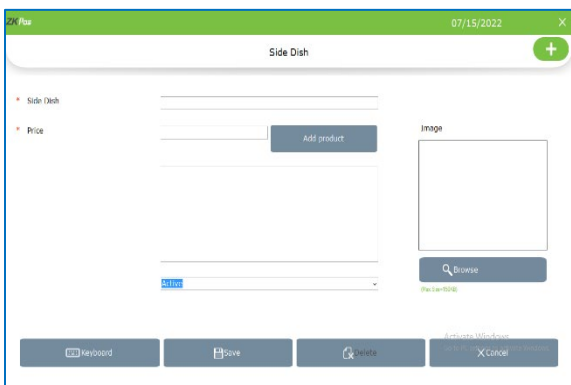 ZKPos 07/15/2022 X
Side Dish
+
* Side Dish
* Price
Add product
Image
Active
Browse
Activate Windows
Keyboard
Save
Delete
X Cancel